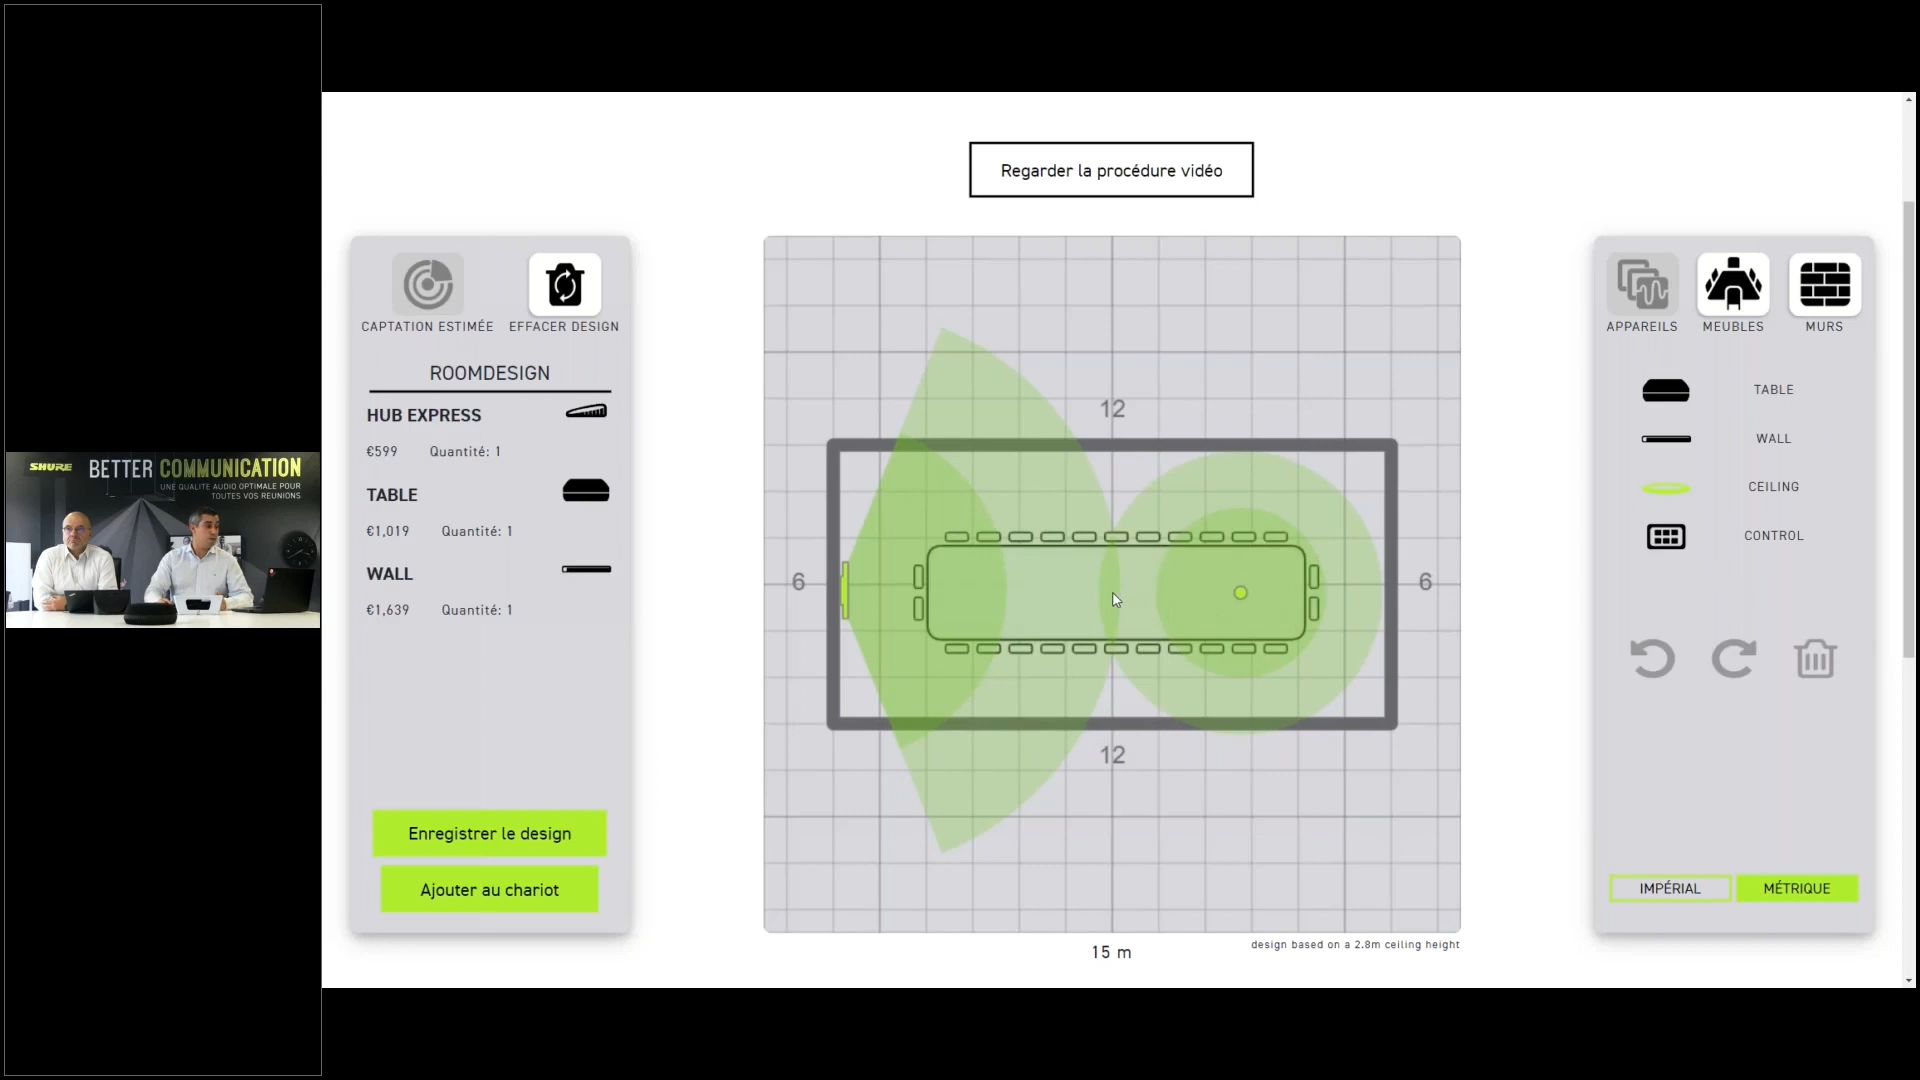 SHURE BETTER COMMUNICATION
UNE QUALITE AUDIO OPTIMALE POUR
TOUTES VOS REUNIONS
Regarder la procédure vidéo
CAPTATION ESTIMÉE
EFFACER DESIGN
ROOMDESIGN
HUB EXPRESS
€599 Quantité: 1
TABLE
€1,019 Quantité: 1
WALL
€1,639 Quantité: 1
Enregistrer le design
Ajouter au chariot
12
6
6
12
15 m
design based on a 2.8m ceiling height
APPAREILS
MEUBLES
MURS
TABLE
WALL
CEILING
CONTROL
IMPÉRIAL
MÉTRIQUE